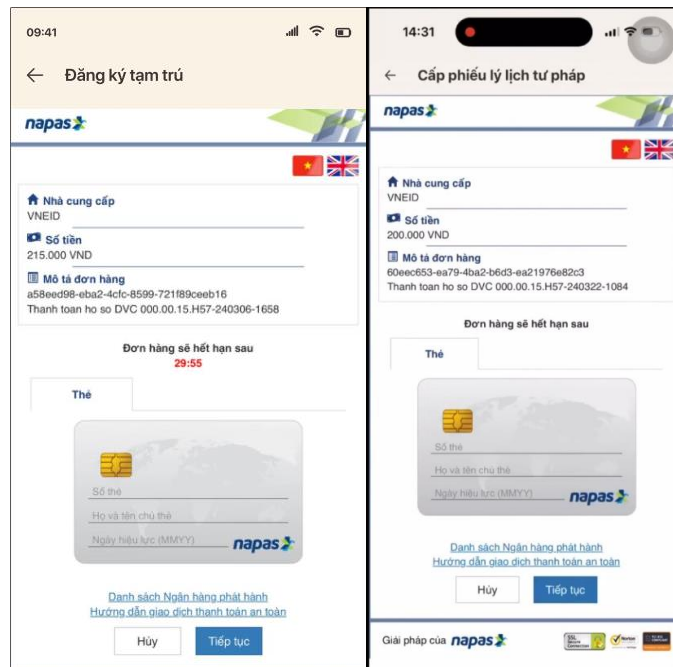 09:41
Đăng ký tạm trú
napas
Nhà cung cấp
VNEID
Số tiền
215.000 VND
Mô tả đơn hàng
a58eed98-eba2-4cfc-8599-721f89ceeb16
Thanh toan ho so DVC 000.00.15.H57-240306-1658
Đơn hàng sẽ hết hạn sau
29:55
Thẻ
Số thẻ
Họ và tên chủ thẻ
Ngày hiệu lực (MMYY)
napas
Danh sách Ngân hàng phát hành
Hướng dẫn giao dịch thanh toán an toàn
Hủy
Tiếp tục
14:31
Cấp phiếu lý lịch tư pháp
napas
Nhà cung cấp
VNEID
Số tiền
200.000 VND
Mô tả đơn hàng
60eec653-ea79-4ba2-b6d3-ea21976e82c3
Thanh toan ho so DVC 000.00.15.H57-240322-1084
Đơn hàng sẽ hết hạn sau
Thẻ
Số thẻ
Họ và tên chủ thẻ
Ngày hiệu lực (MMYY)
napas
Danh sách Ngân hàng phát hành
Hướng dẫn giao dịch thanh toán an toàn
Hủy
Tiếp tục
Giải pháp của napas
SSL
Secure
Connection
Norton